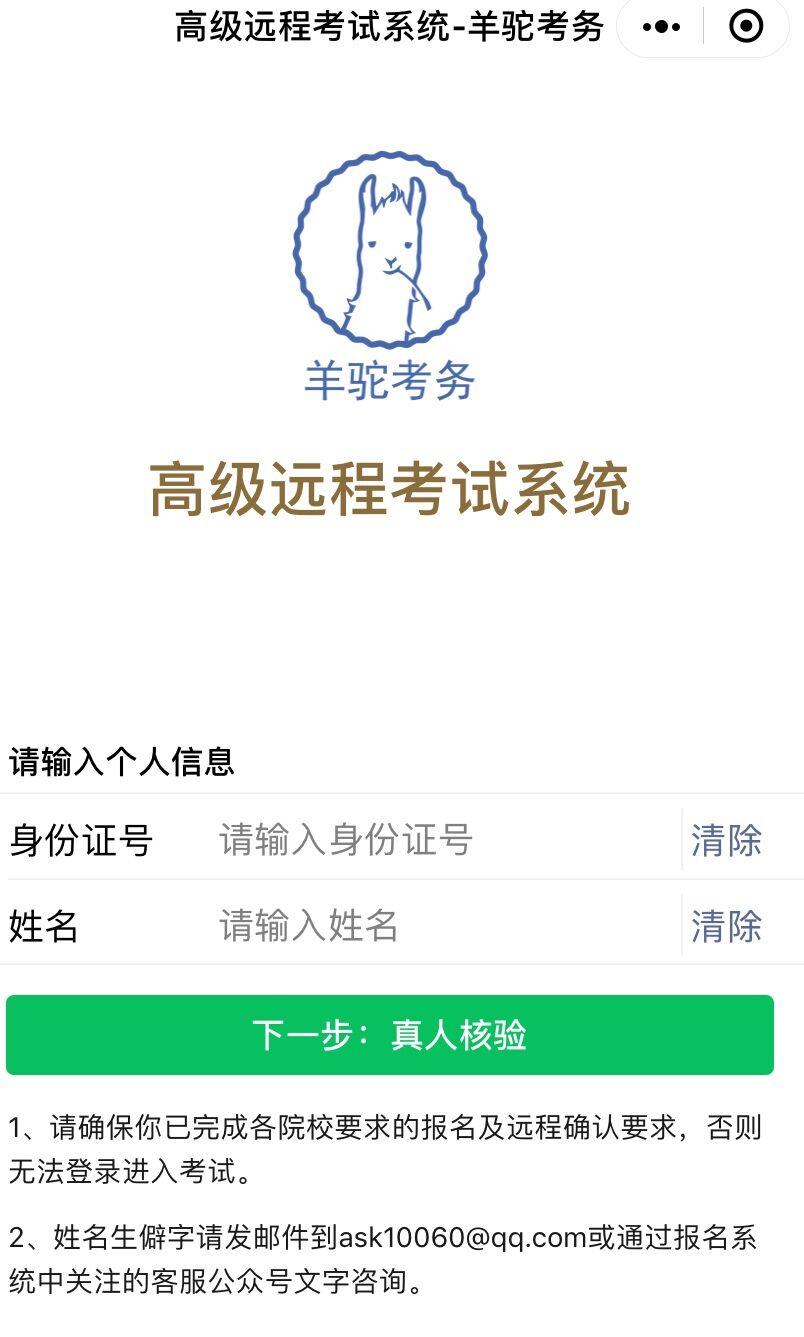 高级远程考试系统-羊驼考务
羊驼考务
高级远程考试系统
请输入个人信息
身份证号 请输入身份证号 清除
姓名 请输入姓名 清除
下一步：真人核验
1、请确保你已完成各院校要求的报名及远程确认要求，否则
无法登录进入考试。
2、姓名生僻字请发邮件到ask10060@qq.com或通过报名系
统中关注的客服公众号文字咨询。